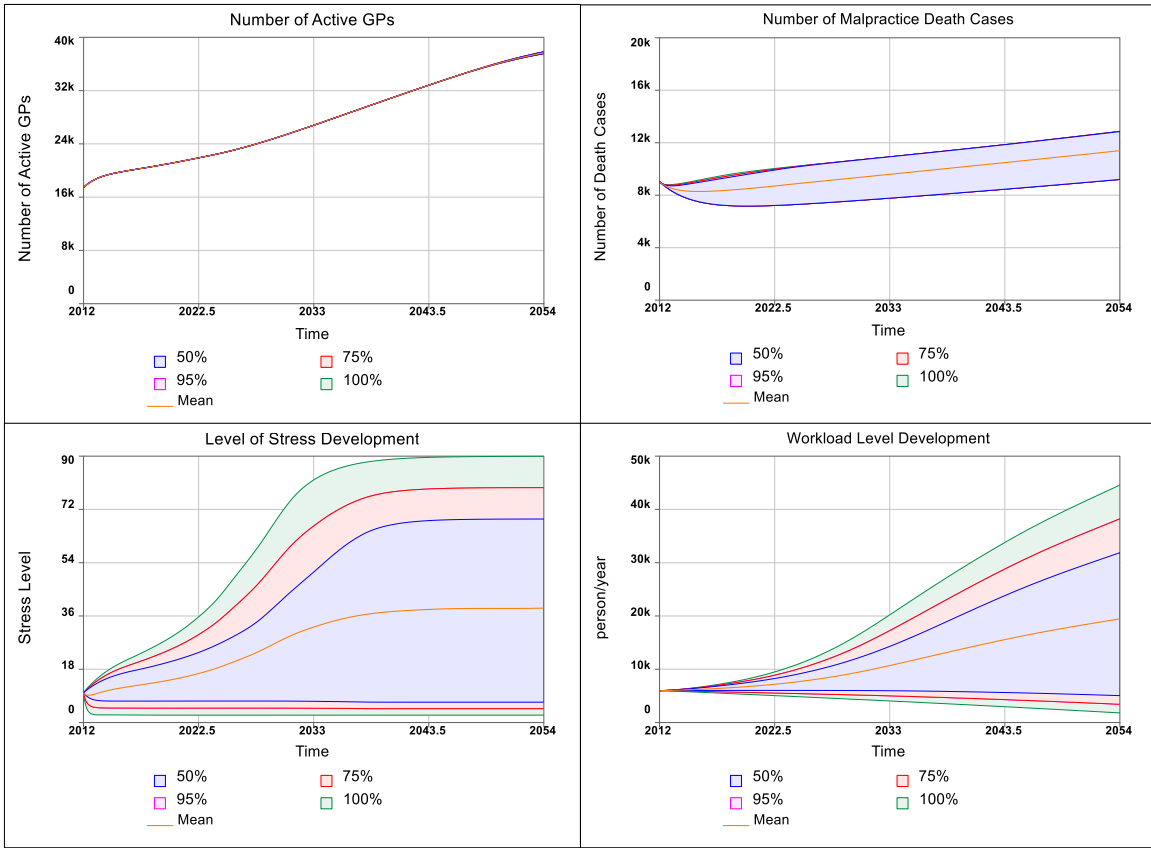 Number of Active GPs
Number of Active GPs
40k
32k
24k
16k
8k
0
2012 2022.5 2033 2043.5 2054
Time
50% 75%
95% 100%
Mean
Number of Malpractice Death Cases
Number of Death Cases
20k
16k
12k
8k
4k
0
2012 2022.5 2033 2043.5 2054
Time
50% 75%
95% 100%
Mean
Level of Stress Development
Stress Level
90
72
54
36
18
0
2012 2022.5 2033 2043.5 2054
Time
50% 75%
95% 100%
Mean
Workload Level Development
person/year
50k
40k
30k
20k
10k
0
2012 2022.5 2033 2043.5 2054
Time
50% 75%
95% 100%
Mean